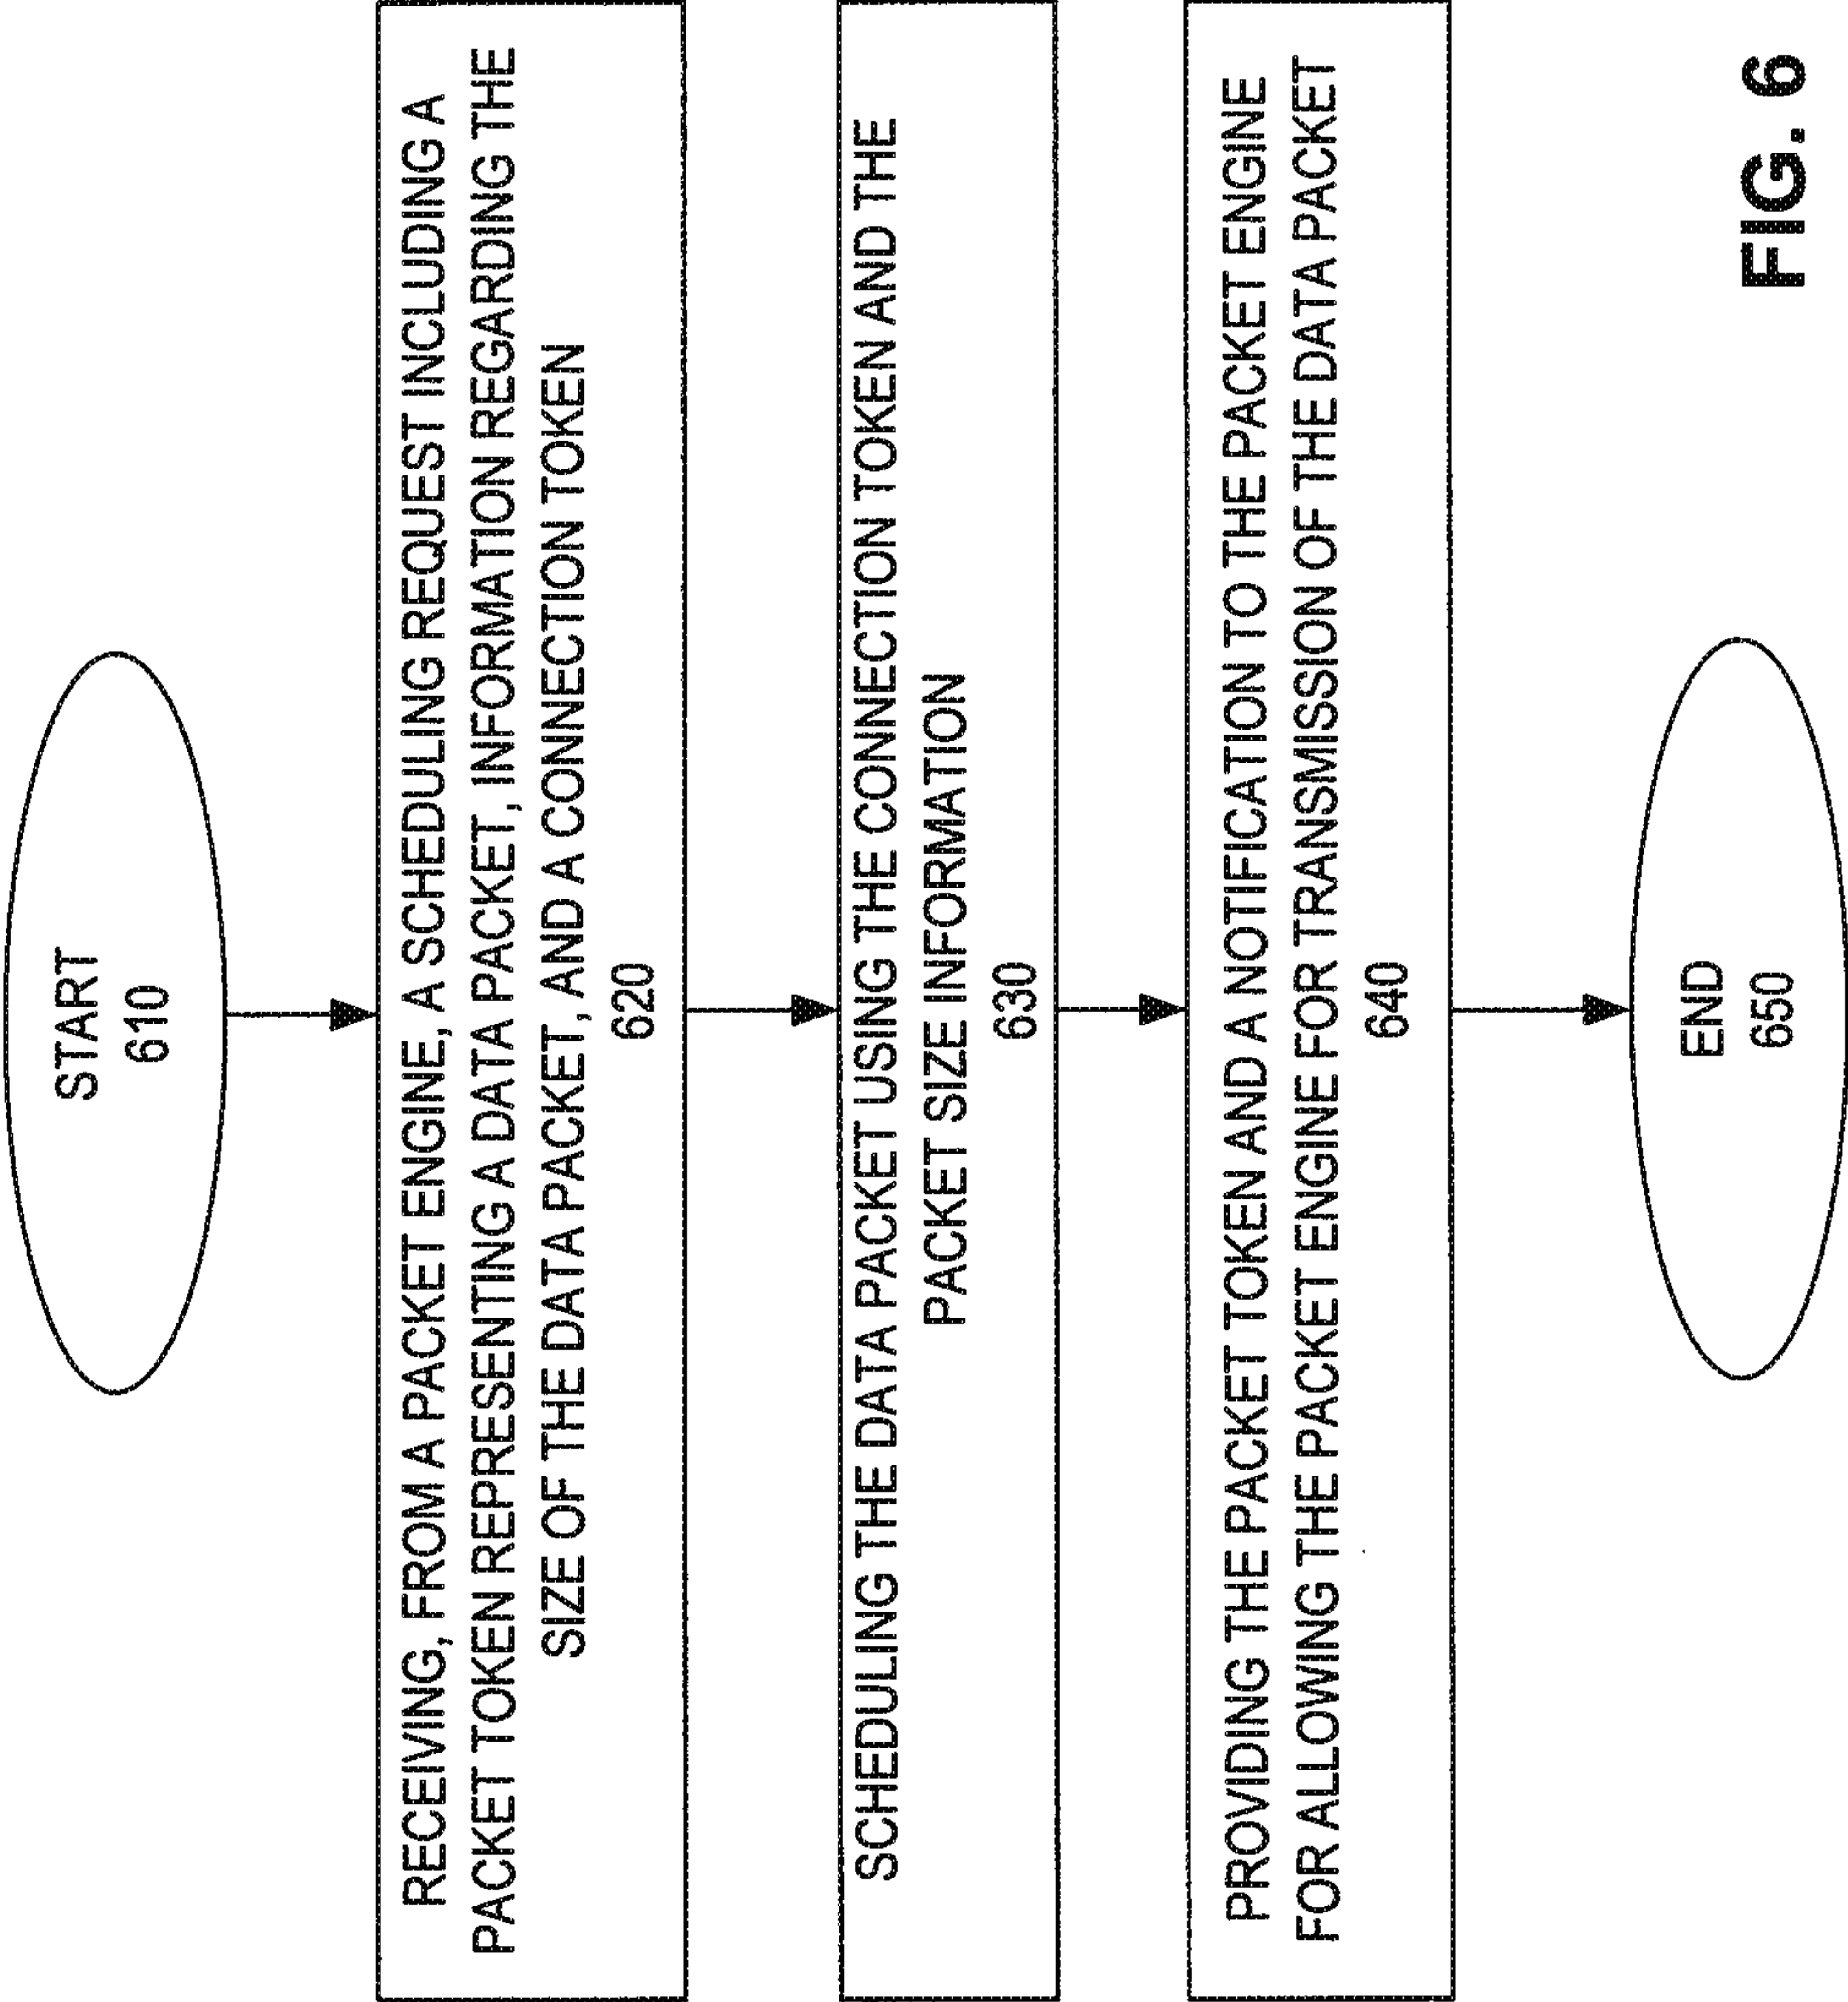 START
610
RECEIVING, FROM A PACKET ENGINE, A SCHEDULING REQUEST INCLUDING A
PACKET TOKEN REPRESENTING A DATA PACKET, INFORMATION REGARDING THE
SIZE OF THE DATA PACKET, AND A CONNECTION TOKEN
620
SCHEDULING THE DATA PACKET USING THE CONNECTION TOKEN AND THE
PACKET SIZE INFORMATION
630
PROVIDING THE PACKET TOKEN AND A NOTIFICATION TO THE PACKET ENGINE
FOR ALLOWING THE PACKET ENGINE FOR TRANSMISSION OF THE DATA PACKET
640
END
650
FIG. 6